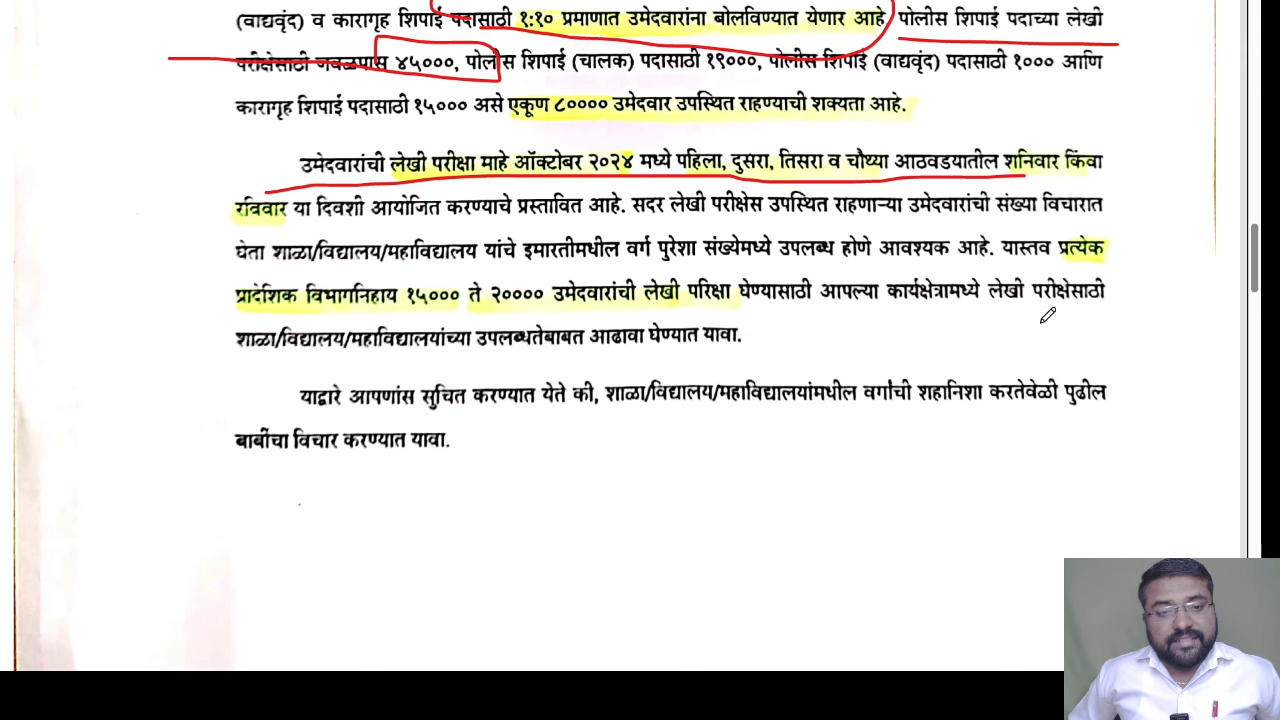 (वाद्यवृंद) व कारागृह शिपाई पदासाठी १:१० प्रमाणात उमेदवारांना बोलविण्यात येणार आहे पोलीस शिपाई पदाच्या लेखी
परीक्षेसाठी जवळपास ४५०००, पोलीस शिपाई (चालक) पदासाठी १९०००, पोलीस शिपाई (वाद्यवृंद) पदासाठी १००० आणि
कारागृह शिपाई पदासाठी १५००० असे एकूण ८०००० उमेदवार उपस्थित राहण्याची शक्यता आहे.
उमेदवारांची लेखी परीक्षा माहे ऑक्टोबर २०२४ मध्ये पहिला, दुसरा, तिसरा व चौथ्या आठवडयातील शनिवार किंवा
रविवार या दिवशी आयोजित करण्याचे प्रस्तावित आहे. सदर लेखी परीक्षेस उपस्थित राहणाऱ्या उमेदवारांची संख्या विचारात
घेता शाळा/विद्यालय/महाविद्यालय यांचे इमारतीमधील वर्ग पुरेशा संख्येमध्ये उपलब्ध होणे आवश्यक आहे. यास्तव प्रत्येक
प्रादेशिक विभागनिहाय १५००० ते २०००० उमेदवारांची लेखी परिक्षा घेण्यासाठी आपल्या कार्यक्षेत्रामध्ये लेखी परीक्षेसाठी
शाळा/विद्यालय/महाविद्यालयांच्या उपलब्धतेबाबत आढावा घेण्यात यावा.
याद्वारे आपणांस सुचित करण्यात येते की, शाळा/विद्यालय/महाविद्यालयांमधील वर्गांची शहानिशा करतेवेळी पुढील
बाबींचा विचार करण्यात यावा.